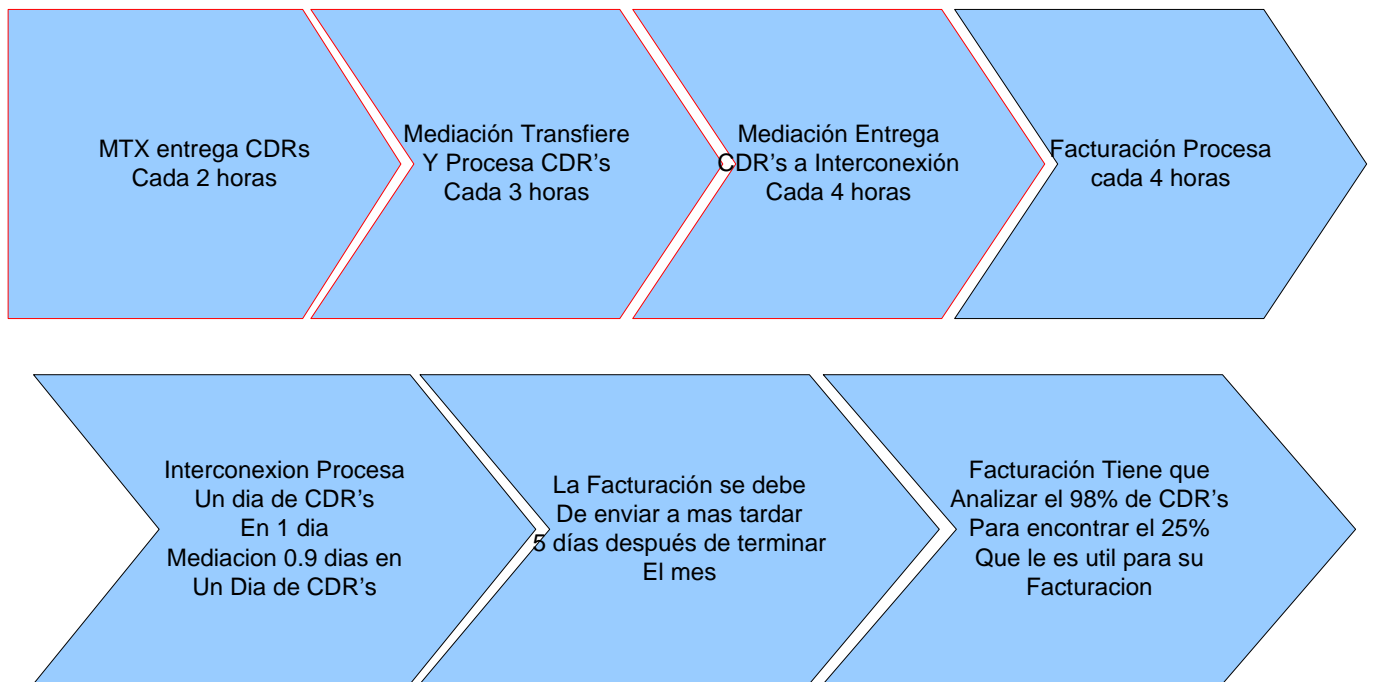 MTX entrega CDRs
Cada 2 horas
Mediación Transfiere
Y Procesa CDR's
Cada 3 horas
Mediación Entrega
CDR's a Interconexión
Cada 4 horas
Facturación Procesa
cada 4 horas
Interconexion Procesa
Un dia de CDR's
En 1 dia
Mediacion 0.9 dias en
Un Dia de CDR's
La Facturación se debe
De enviar a mas tardar
5 días después de terminar
El mes
Facturación Tiene que
Analizar el 98% de CDR's
Para encontrar el 25%
Que le es util para su
Facturacion